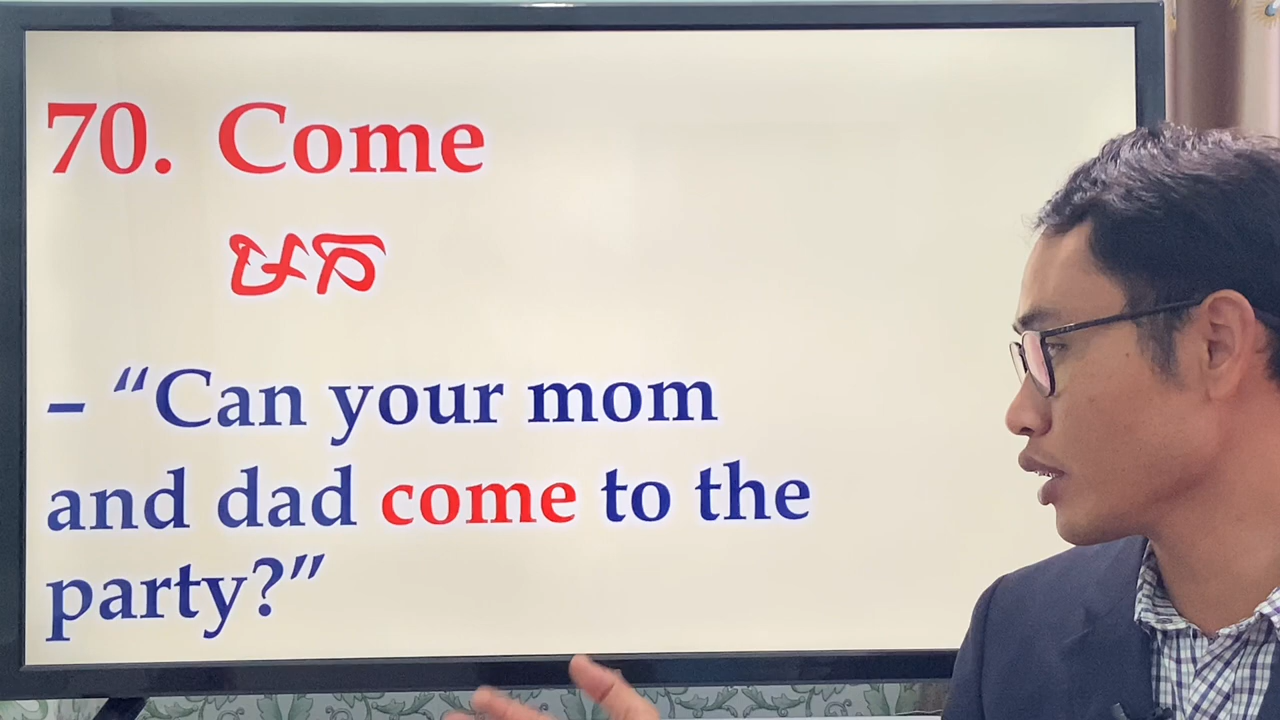 70. Come
មក
– “Can your mom
and dad come to the
party?”